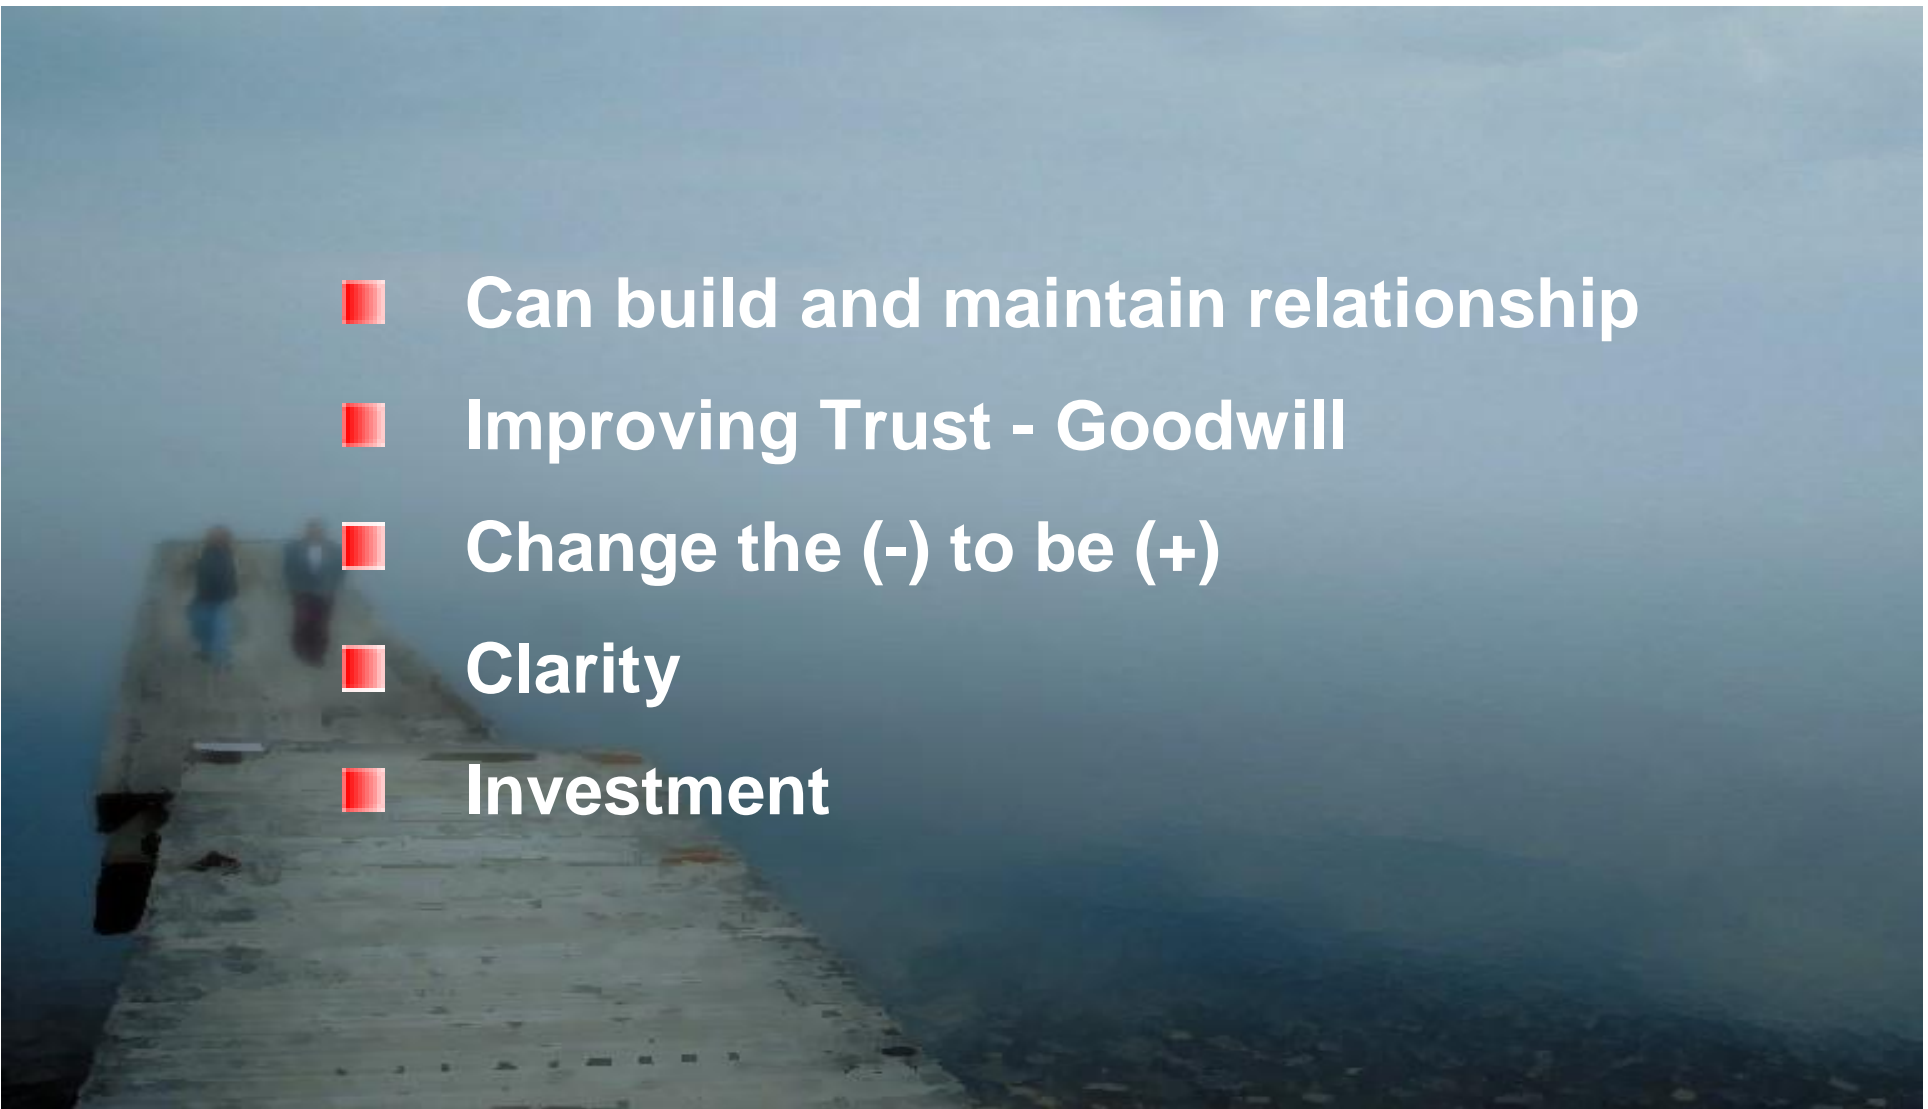 Can build and maintain relationship
Improving Trust - Goodwill
Change the (-) to be (+)
Clarity
Investment